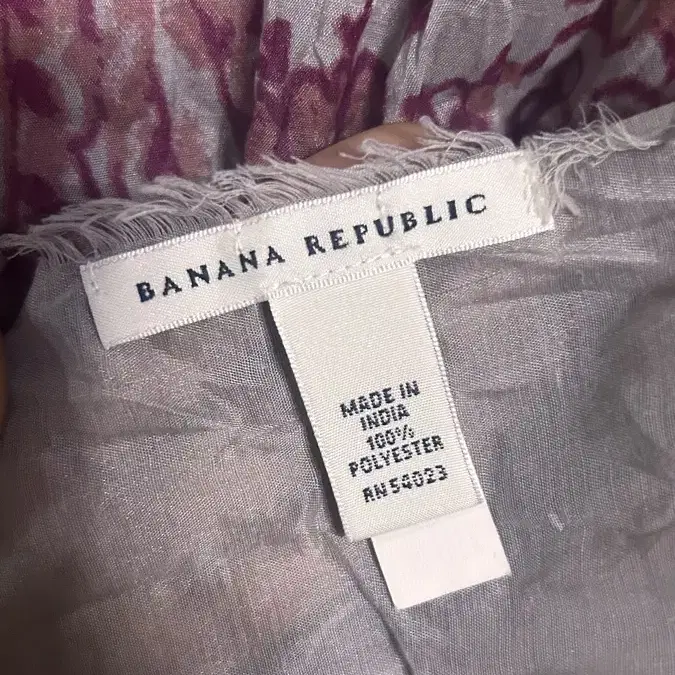 BANANA REPUBLIC
MADE IN
INDIA
100%
POLYESTER
RN 54023